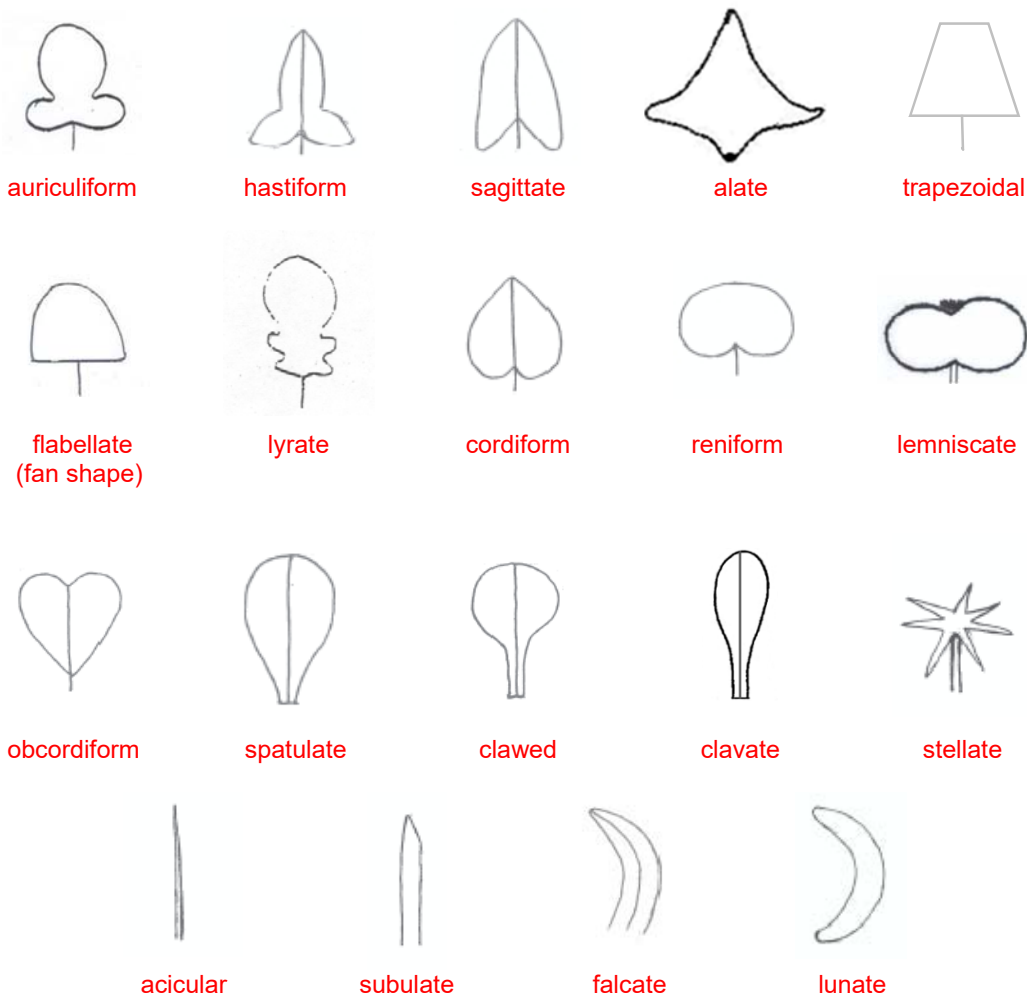 auriculiform
hastiform
sagittate
alate
trapezoidal
flabellate
(fan shape)
lyrate
cordiform
reniform
lemniscate
obcordiform
spatulate
clawed
clavate
stellate
acicular
subulate
falcate
lunate